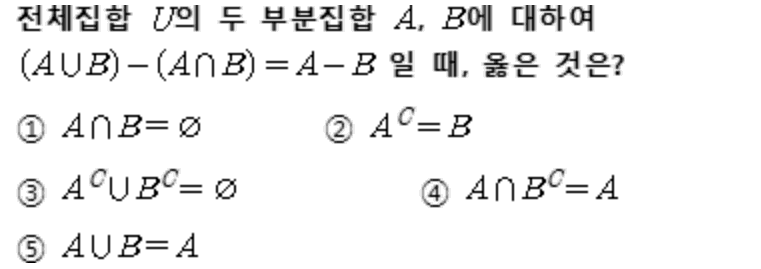 전체집합 U의 두 부분집합 A, B에 대하여
(A∪B)−(A∩B)=A−B 일 때, 옳은 것은?
① A∩B=∅ ② A^C=B
③ A^C∪B^C=∅ ④ A∩B^C=A
⑤ A∪B=A